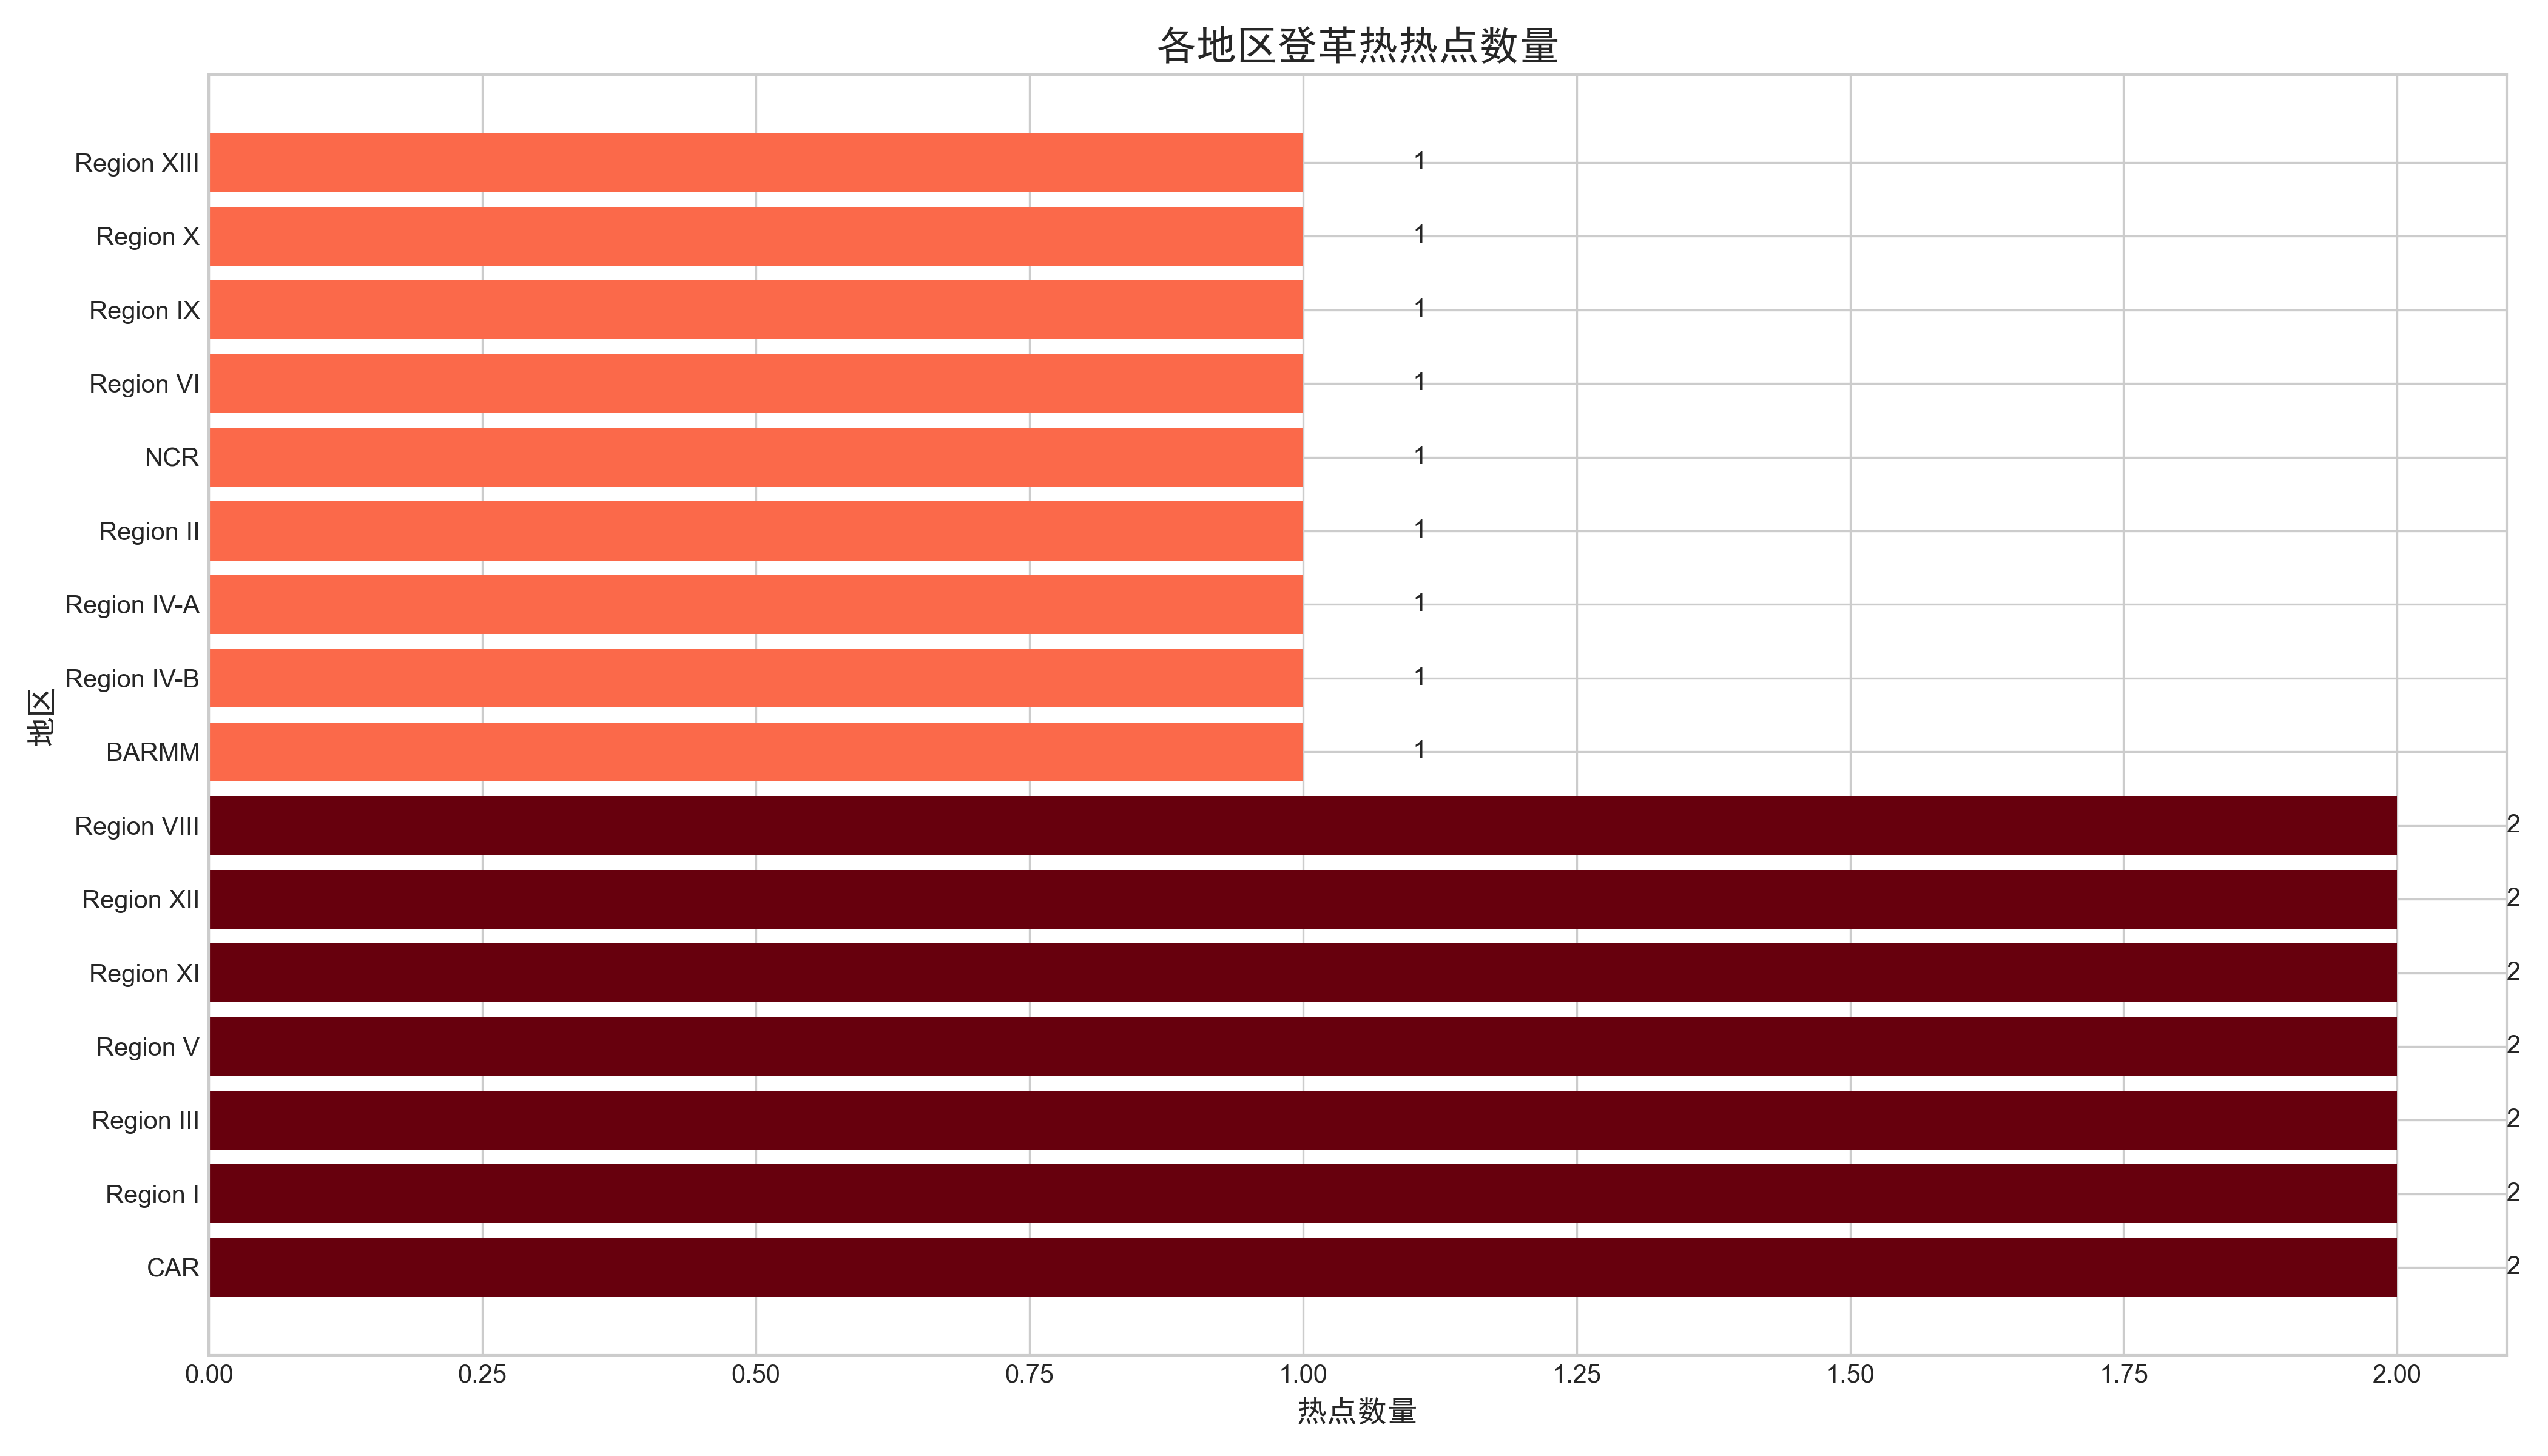 各地区登革热热点数量
Region XIII 1
Region X 1
Region IX 1
Region VI 1
NCR 1
Region II 1
Region IV-A 1
Region IV-B 1
BARMM 1
Region VIII 2
Region XII 2
Region XI 2
Region V 2
Region III 2
Region I 2
CAR 2
地区
0.00 0.25 0.50 0.75 1.00 1.25 1.50 1.75 2.00
热点数量